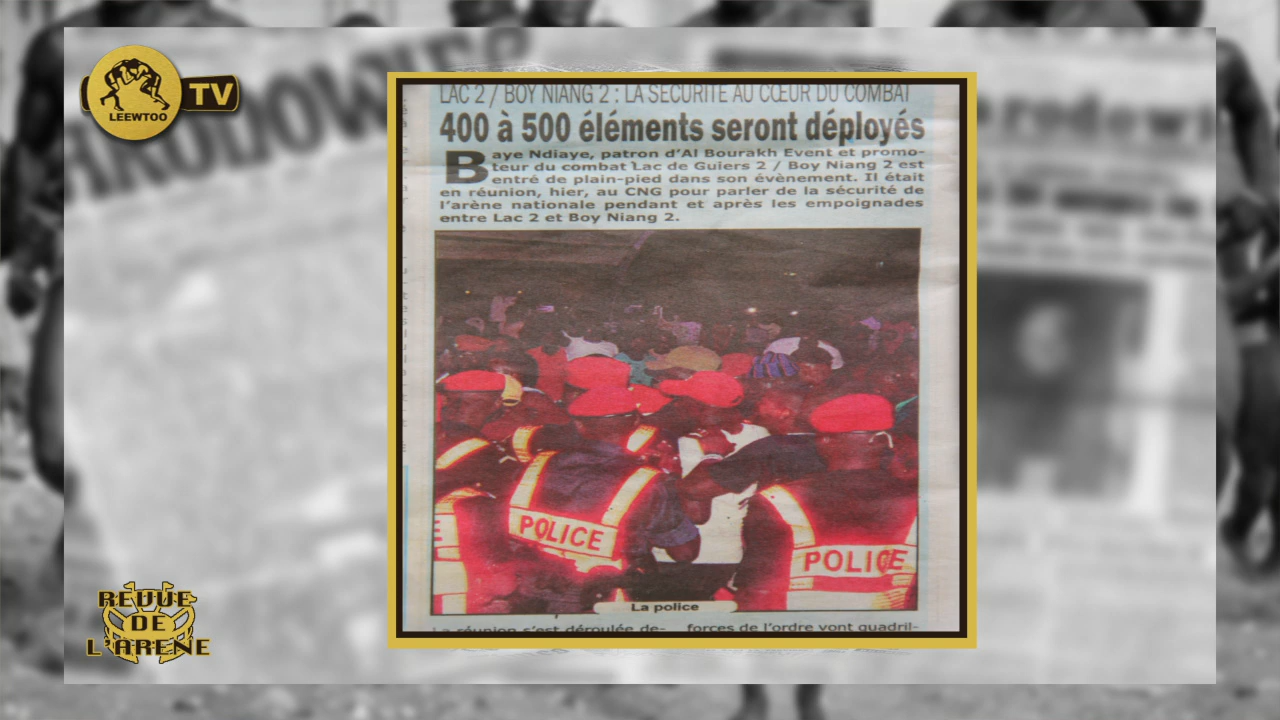 LEEWTOO
TV
LAC 2 / BOY NIANG 2 : LA SÉCURITÉ AU CŒUR DU COMBAT
400 à 500 éléments seront déployés
Baye Ndiaye, patron d'Al Bourakh Event et promo-
teur du combat Lac de Guiers 2 / Boy Niang 2 est
entré de plain-pied dans son évènement. Il était
en réunion, hier, au CNG pour parler de la sécurité de
l'arène nationale pendant et après les empoignades
entre Lac 2 et Boy Niang 2.
POLICE
POLICE
La police
La réunion s'est déroulée de-
forces de l'ordre vont quadril-
REVUE
DE
L'ARENE